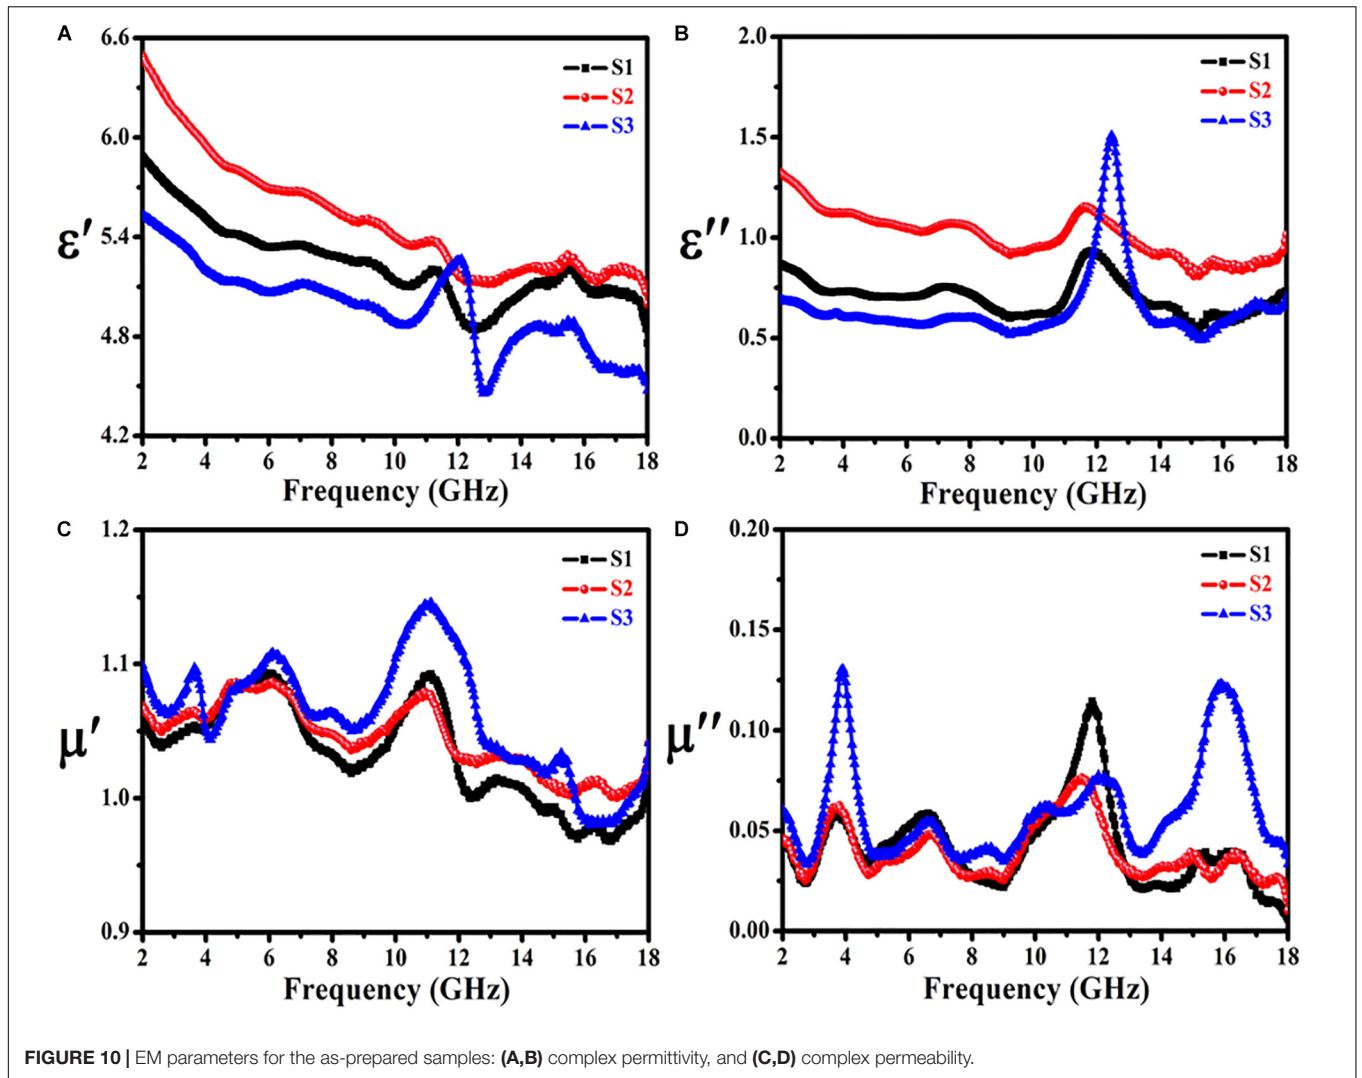 A
6.6
6.0
5.4
4.8
4.2
ε′
S1
S2
S3
2 4 6 8 10 12 14 16 18
Frequency (GHz)
B
2.0
1.5
1.0
0.5
0.0
ε″
S1
S2
S3
2 4 6 8 10 12 14 16 18
Frequency (GHz)
C
1.2
1.1
1.0
0.9
μ′
S1
S2
S3
2 4 6 8 10 12 14 16 18
Frequency (GHz)
D
0.20
0.15
0.10
0.05
0.00
μ″
S1
S2
S3
2 4 6 8 10 12 14 16 18
Frequency (GHz)
FIGURE 10 | EM parameters for the as-prepared samples: (A,B) complex permittivity, and (C,D) complex permeability.